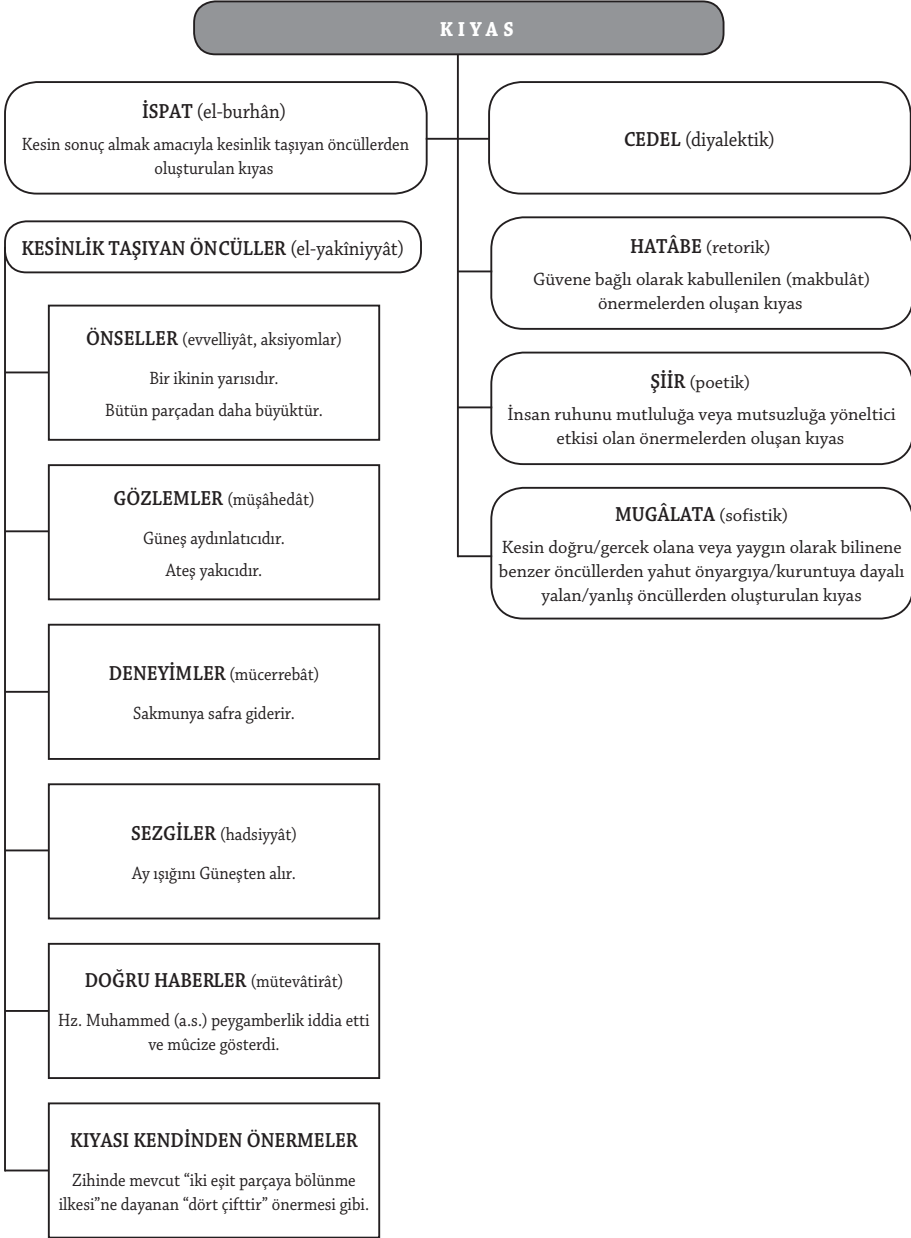 KIYAS
İSPAT (el-burhân)
Kesin sonuç almak amacıyla kesinlik taşıyan öncüllerden
oluşturulan kıyas
KESİNLİK TAŞIYAN ÖNCÜLLER (el-yakîniyyât)
ÖNSELLER (evvelliyât, aksiyomlar)
Bir ikinin yarısıdır.
Bütün parçadan daha büyüktür.
GÖZLEMLER (müşâhedât)
Güneş aydınlatıcıdır.
Ateş yakıcıdır.
DENEYİMLER (mücerrebât)
Sakmunya safra giderir.
SEZGİLER (hadsiyyât)
Ay ışığını Güneşten alır.
DOĞRU HABERLER (mütevâtirât)
Hz. Muhammed (a.s.) peygamberlik iddia etti
ve mûcize gösterdi.
KIYASI KENDİNDEN ÖNERMELER
Zihinde mevcut “iki eşit parçaya bölünme
ilkesi”ne dayanan “dört çifttir” önermesi gibi.
CEDEL (diyalektik)
HATÂBE (retorik)
Güvene bağlı olarak kabullenilen (makbulât)
önermelerden oluşan kıyas
ŞİİR (poetik)
İnsan ruhunu mutluluğa veya mutsuzluğa yöneltici
etkisi olan önermelerden oluşan kıyas
MUGÂLATA (sofistik)
Kesin doğru/gercek olana veya yaygın olarak bilinene
benzer öncüllerden yahut önyargıya/kuruntuya dayalı
yalan/yanlış öncüllerden oluşturulan kıyas